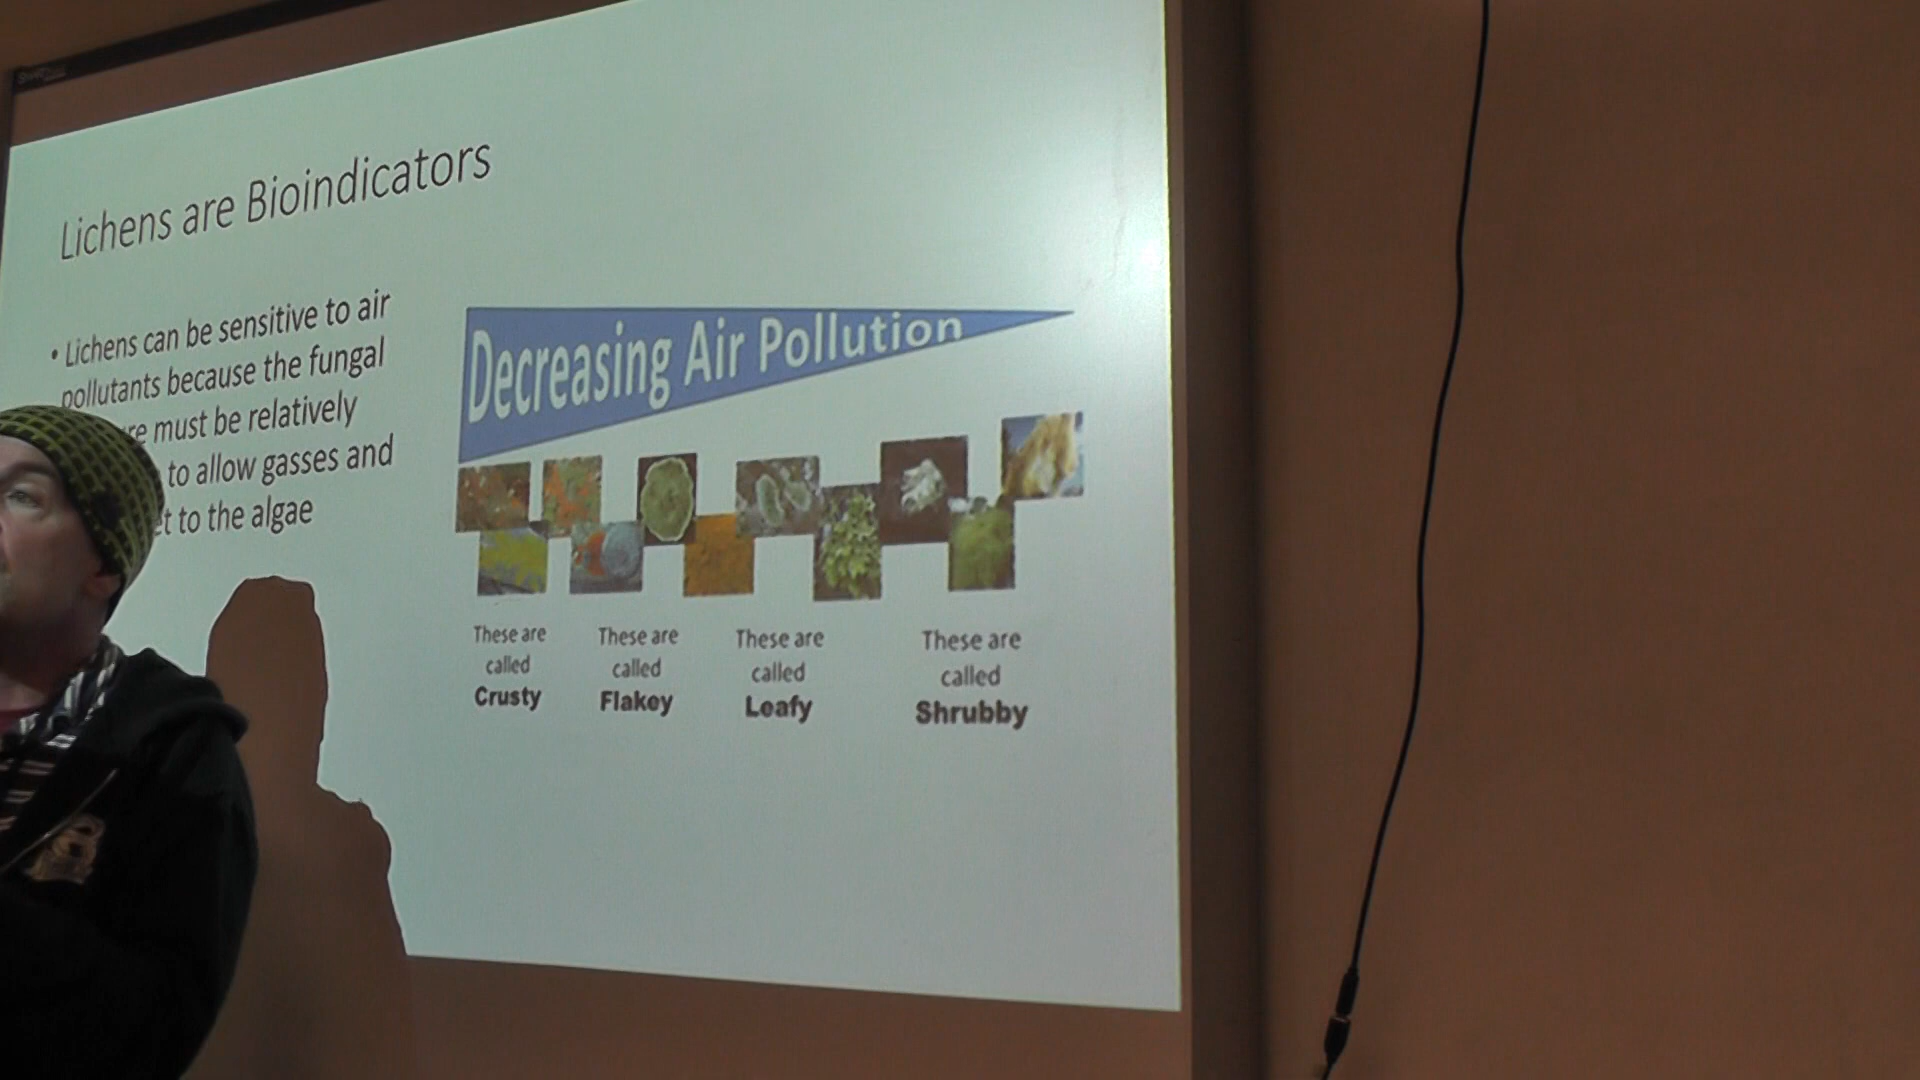 Lichens are Bioindicators
• Lichens can be sensitive to air
pollutants because the fungal
must be relatively
to allow gasses and
to the algae
Decreasing Air Pollution
These are
called
Crusty
These are
called
Flakey
These are
called
Leafy
These are
called
Shrubby